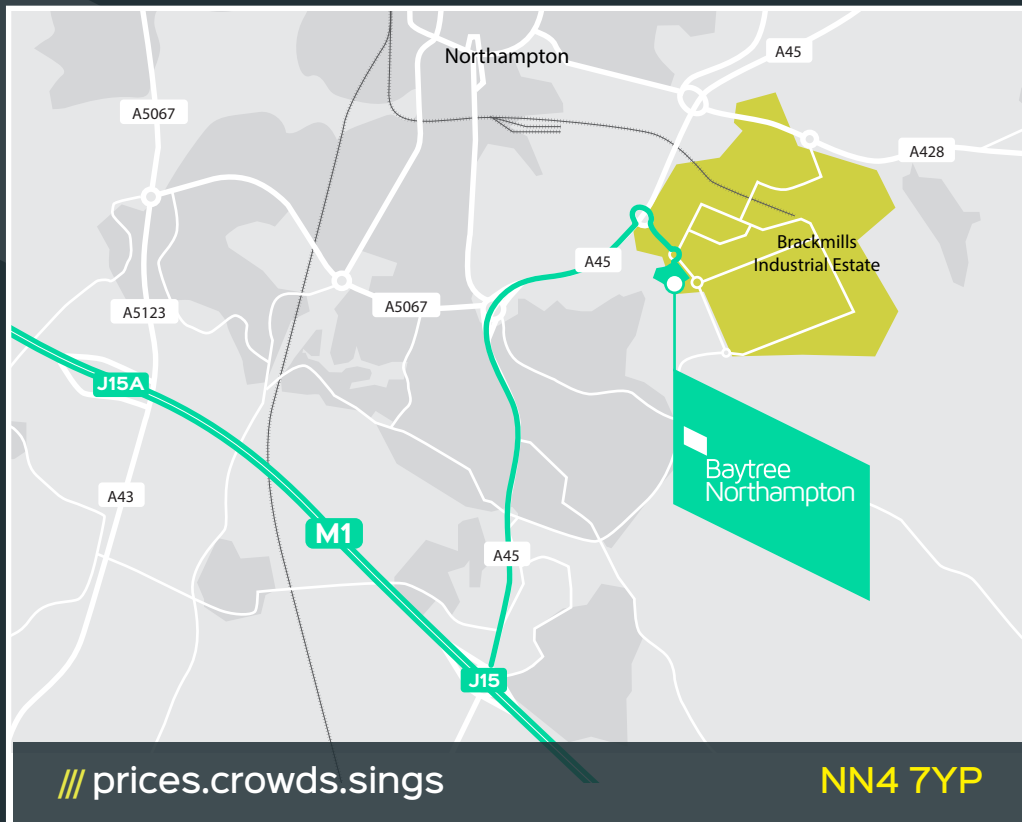 Northampton
A45
A5067
A428
Brackmills
Industrial Estate
A45
A5123
A5067
J15A
Baytree
Northampton
A43
M1
A45
J15
/// prices.crowds.sings
NN4 7YP